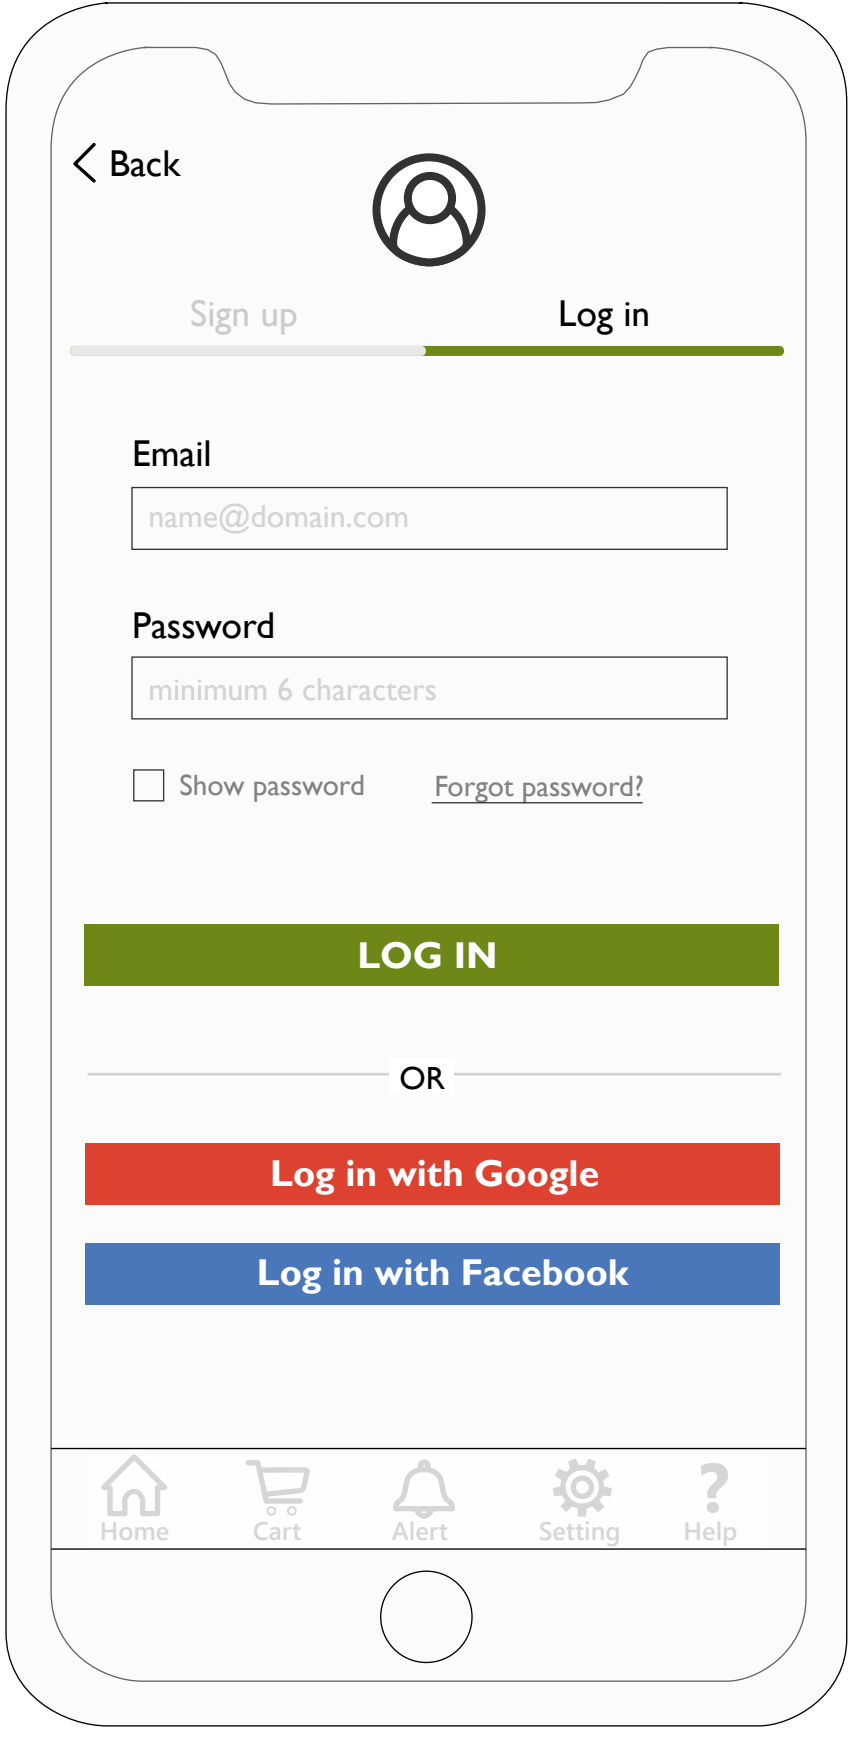 Back
Sign up
Log in
Email
name@domain.com
Password
minimum 6 characters
Show password
Forgot password?
LOG IN
OR
Log in with Google
Log in with Facebook
Home
Cart
Alert
Setting
Help